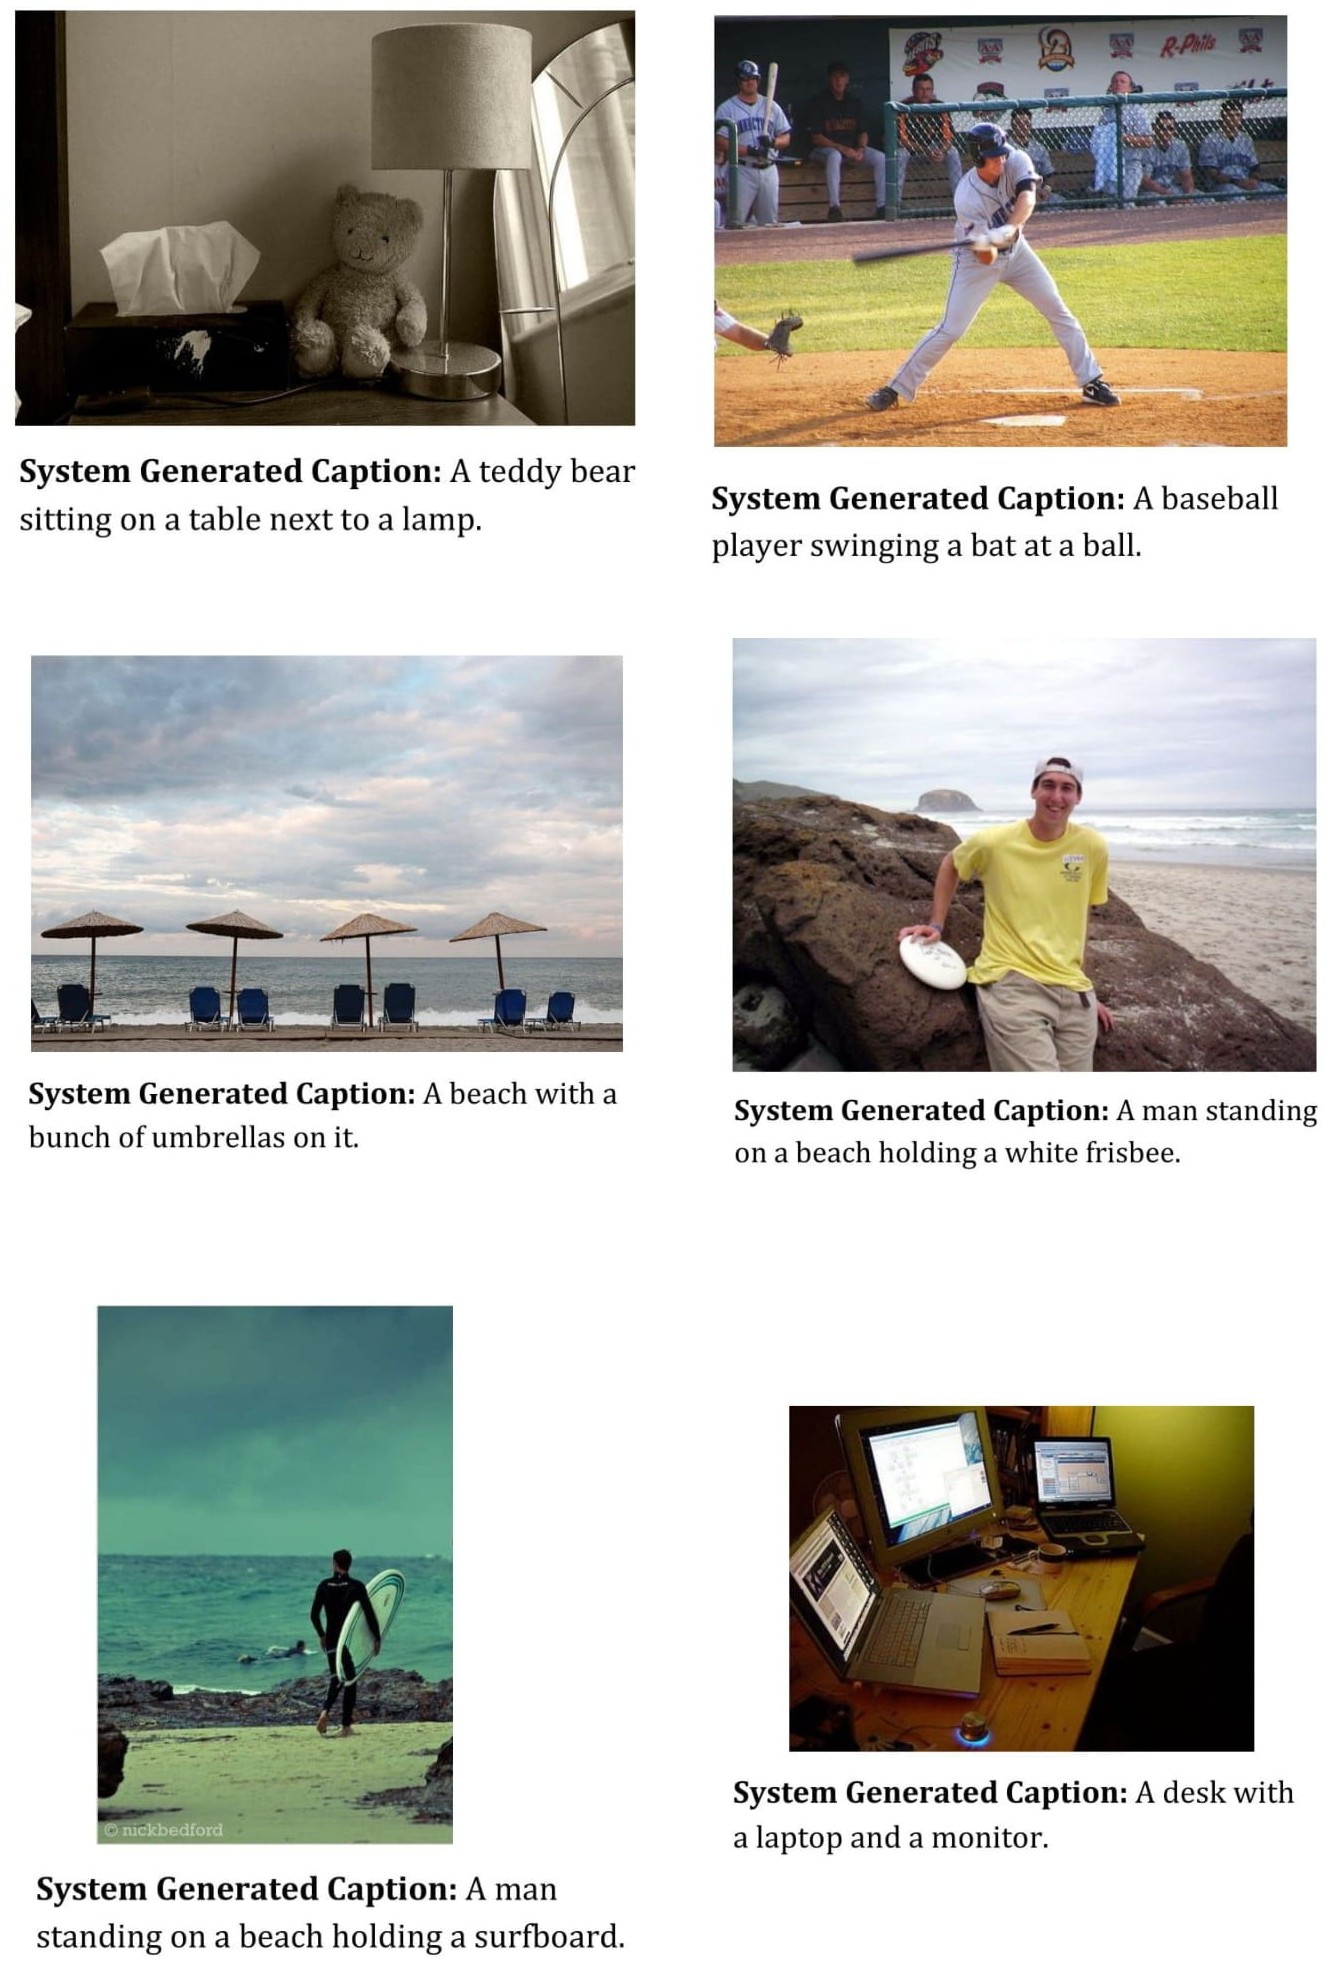 R-Phils
System Generated Caption: A teddy bear
sitting on a table next to a lamp.
System Generated Caption: A baseball
player swinging a bat at a ball.
System Generated Caption: A beach with a
bunch of umbrellas on it.
System Generated Caption: A man standing
on a beach holding a white frisbee.
© nickbedford
System Generated Caption: A man
standing on a beach holding a surfboard.
System Generated Caption: A desk with
a laptop and a monitor.